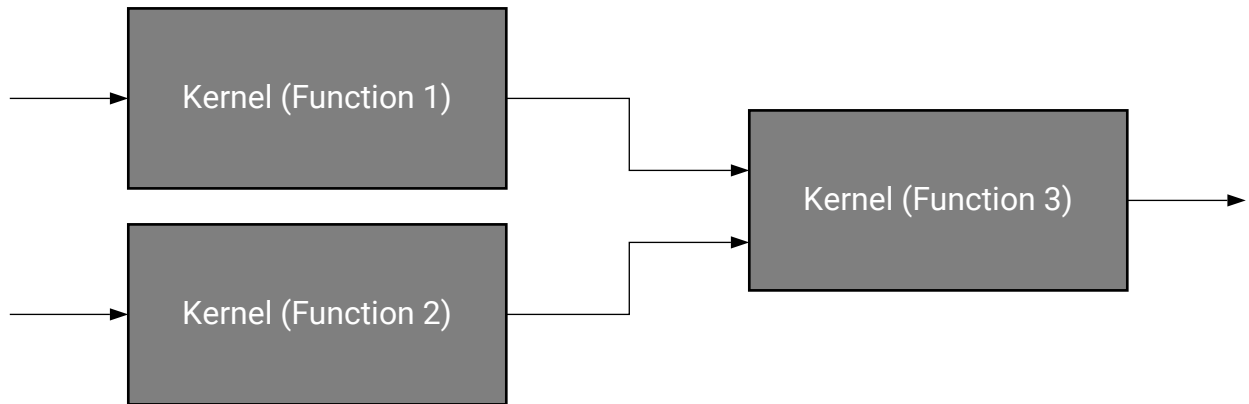 Kernel (Function 1)
Kernel (Function 2)
Kernel (Function 3)